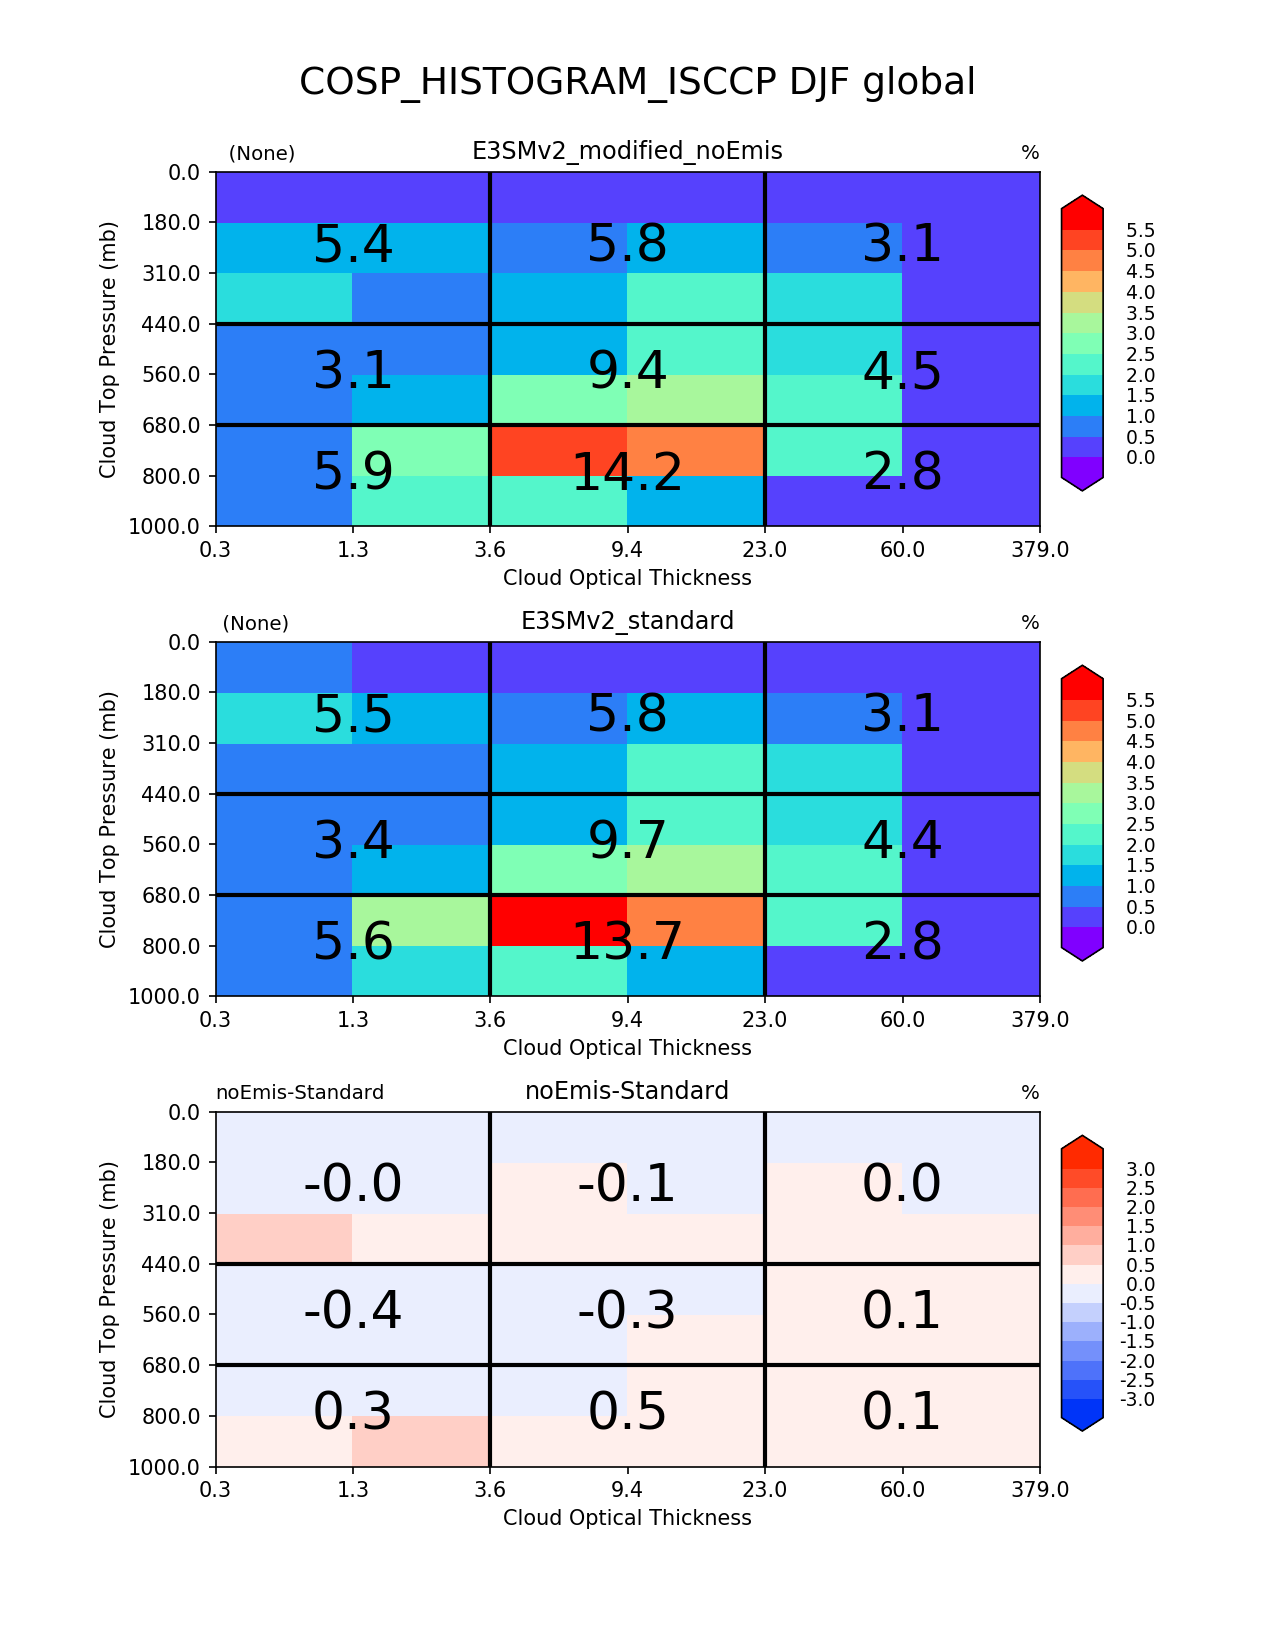 COSP_HISTOGRAM_ISCCP DJF global
(None) E3SMv2_modified_noEmis %
0.0
180.0
310.0
440.0
560.0
680.0
800.0
1000.0
Cloud Top Pressure (mb)
5.4 5.8 3.1
3.1 9.4 4.5
5.9 14.2 2.8
0.3 1.3 3.6 9.4 23.0 60.0 379.0
Cloud Optical Thickness
5.5
5.0
4.5
4.0
3.5
3.0
2.5
2.0
1.5
1.0
0.5
0.0
(None) E3SMv2_standard %
0.0
180.0
310.0
440.0
560.0
680.0
800.0
1000.0
Cloud Top Pressure (mb)
5.5 5.8 3.1
3.4 9.7 4.4
5.6 13.7 2.8
0.3 1.3 3.6 9.4 23.0 60.0 379.0
Cloud Optical Thickness
5.5
5.0
4.5
4.0
3.5
3.0
2.5
2.0
1.5
1.0
0.5
0.0
noEmis-Standard noEmis-Standard %
0.0
180.0
310.0
440.0
560.0
680.0
800.0
1000.0
Cloud Top Pressure (mb)
-0.0 -0.1 0.0
-0.4 -0.3 0.1
0.3 0.5 0.1
0.3 1.3 3.6 9.4 23.0 60.0 379.0
Cloud Optical Thickness
3.0
2.5
2.0
1.5
1.0
0.5
0.0
-0.5
-1.0
-1.5
-2.0
-2.5
-3.0